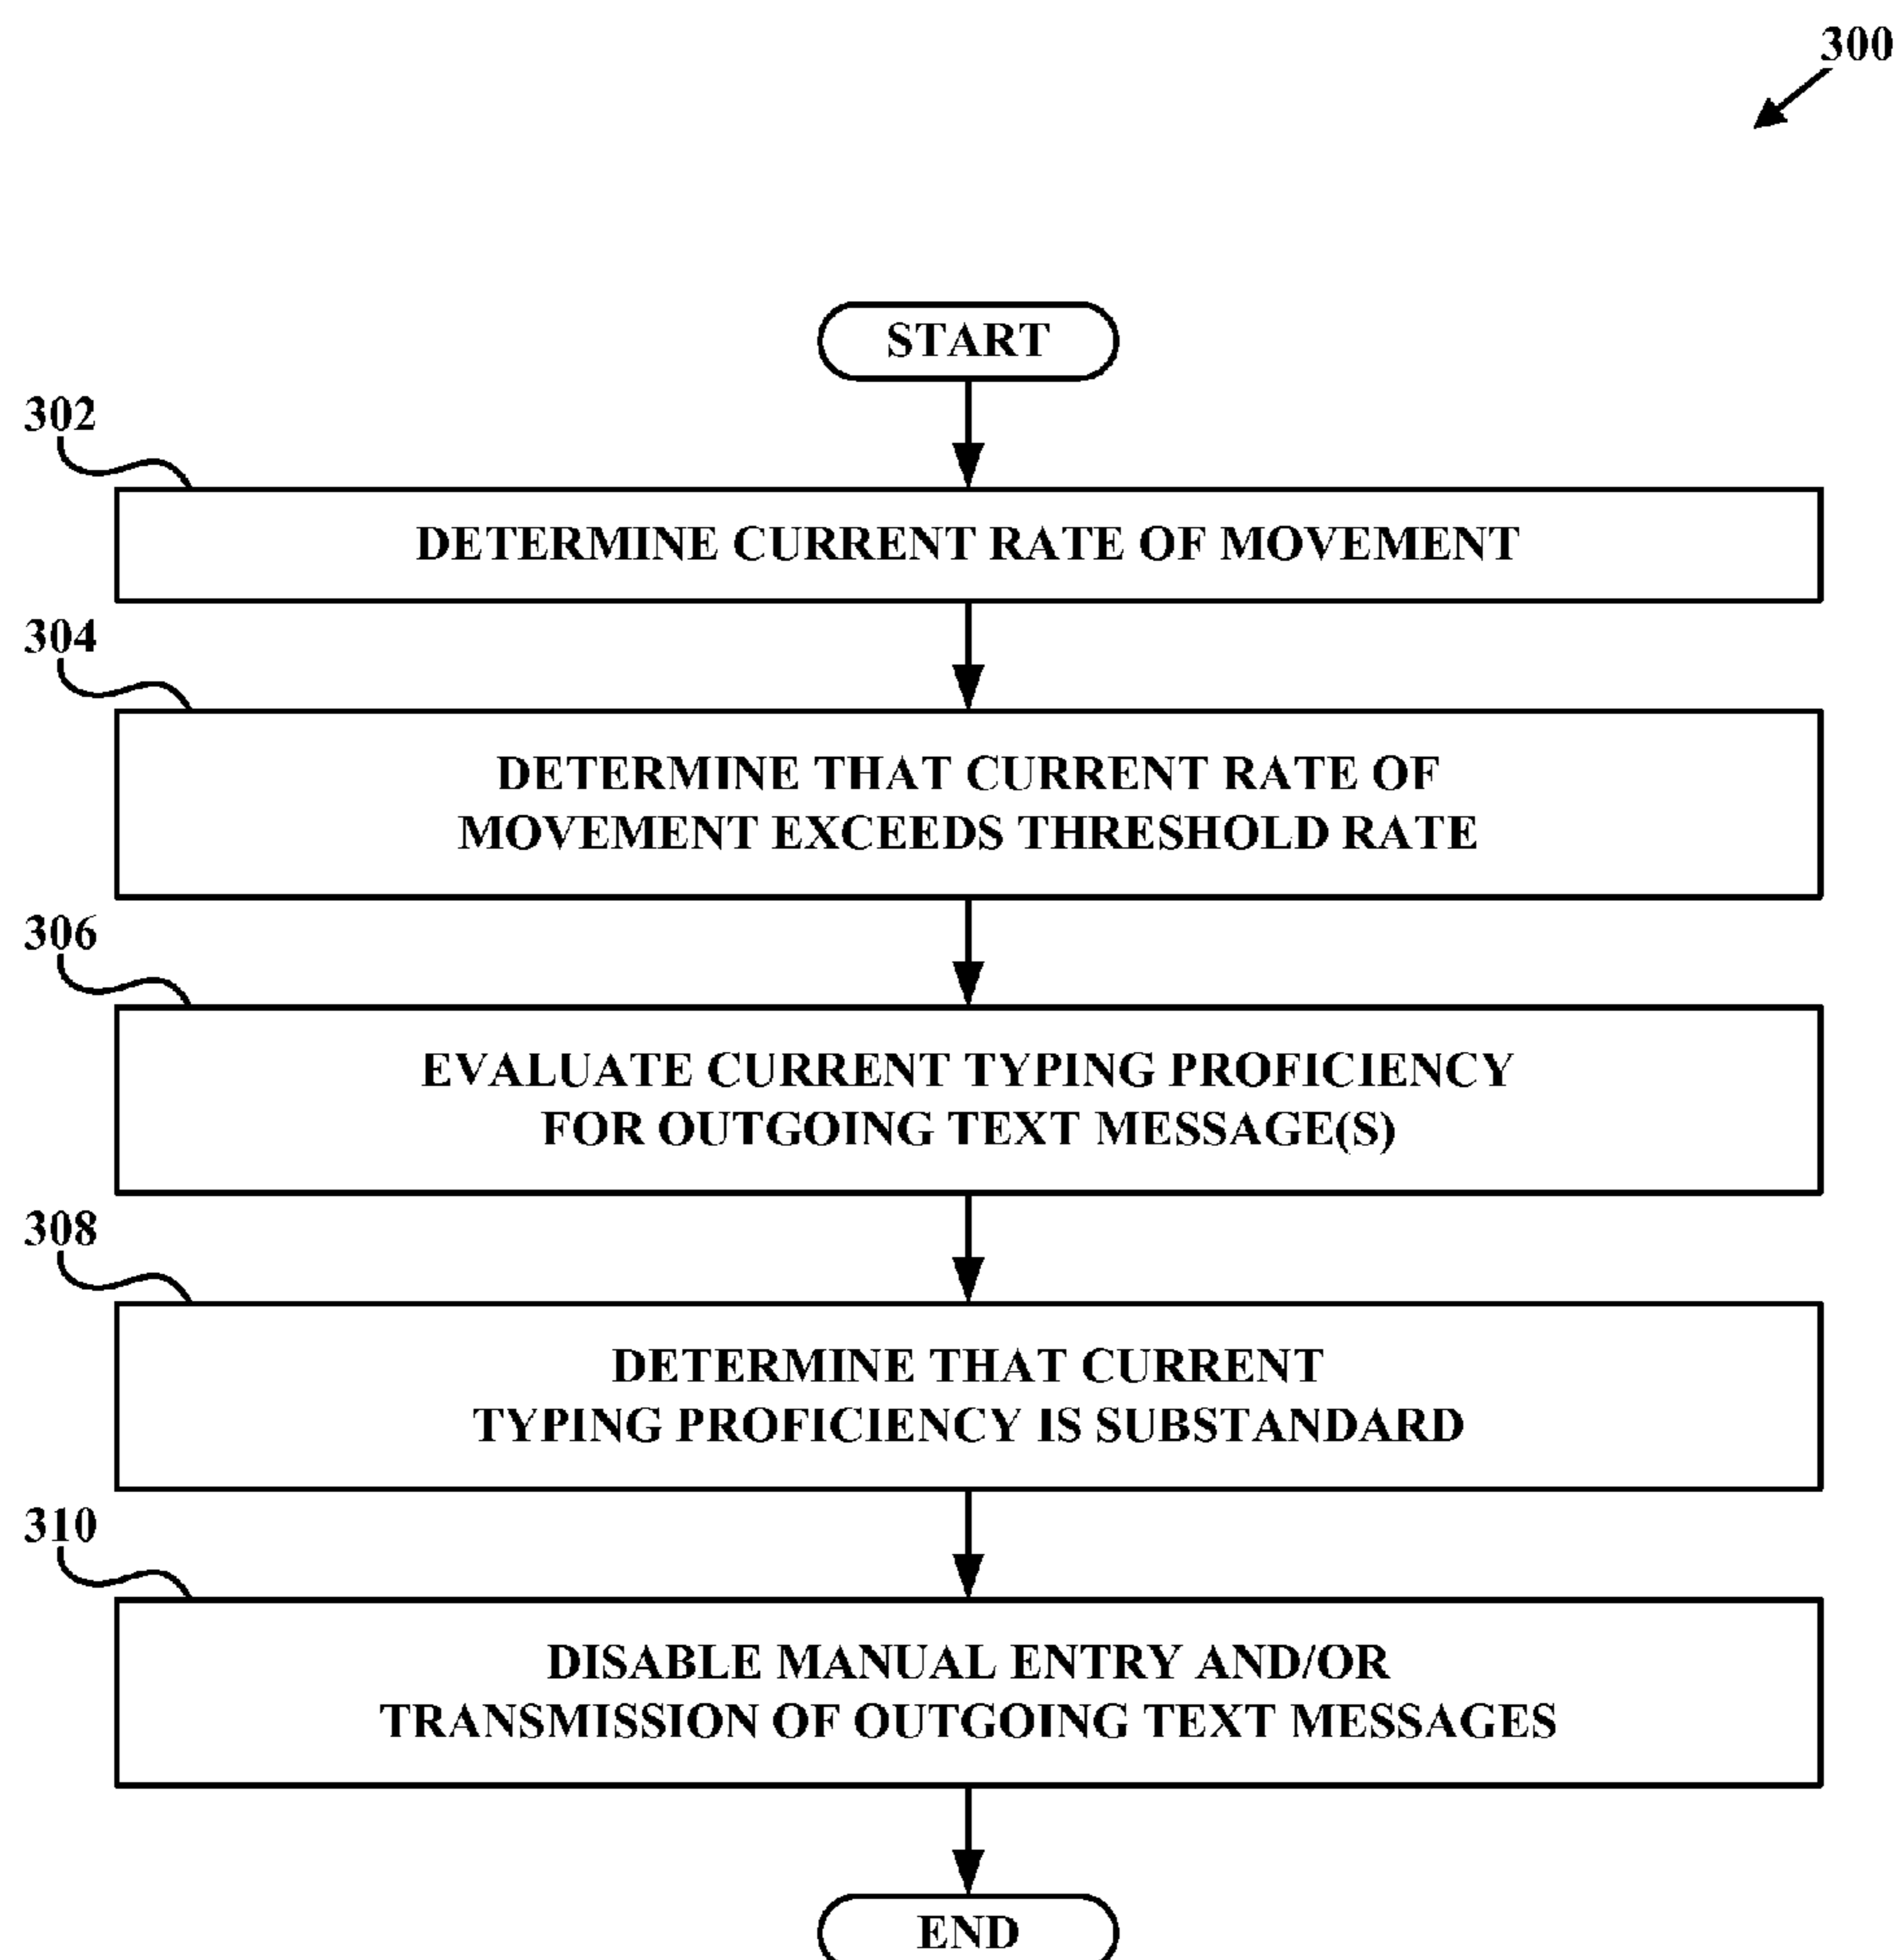 300
START
302
DETERMINE CURRENT RATE OF MOVEMENT
304
DETERMINE THAT CURRENT RATE OF
MOVEMENT EXCEEDS THRESHOLD RATE
306
EVALUATE CURRENT TYPING PROFICIENCY
FOR OUTGOING TEXT MESSAGE(S)
308
DETERMINE THAT CURRENT
TYPING PROFICIENCY IS SUBSTANDARD
310
DISABLE MANUAL ENTRY AND/OR
TRANSMISSION OF OUTGOING TEXT MESSAGES
END